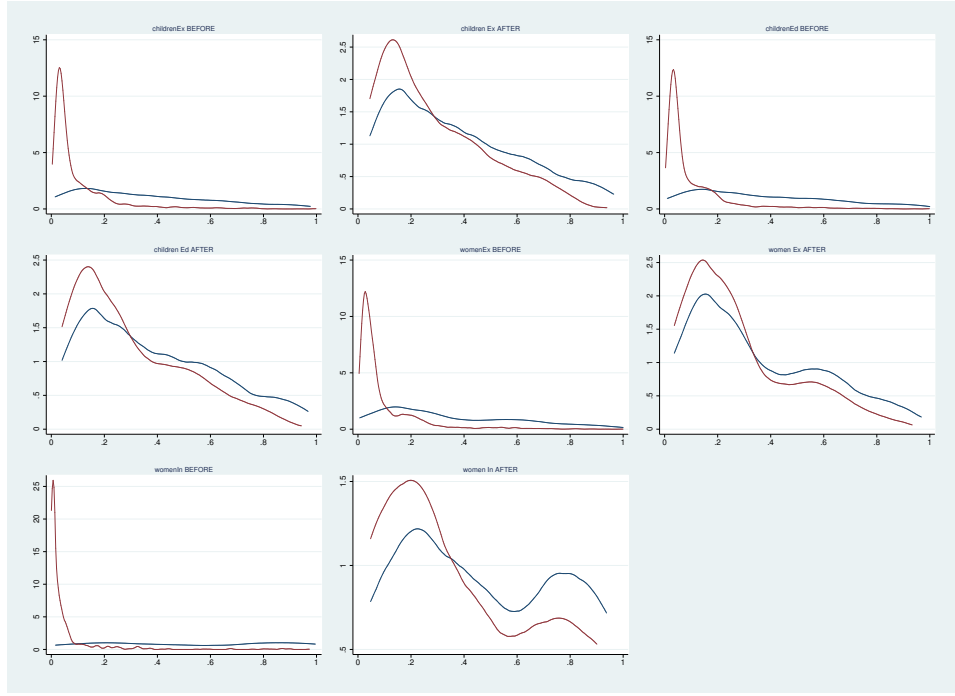 childrenEx BEFORE
15
10
5
0
0 .2 .4 .6 .8 1
children Ex AFTER
2.5
2
1.5
1
.5
0
0 .2 .4 .6 .8 1
childrenEd BEFORE
15
10
5
0
0 .2 .4 .6 .8 1
children Ed AFTER
2.5
2
1.5
1
.5
0
0 .2 .4 .6 .8 1
womenEx BEFORE
15
10
5
0
0 .2 .4 .6 .8 1
women Ex AFTER
2.5
2
1.5
1
.5
0
0 .2 .4 .6 .8 1
womenIn BEFORE
25
20
15
10
5
0
0 .2 .4 .6 .8 1
women In AFTER
1.5
1
.5
0 .2 .4 .6 .8 1